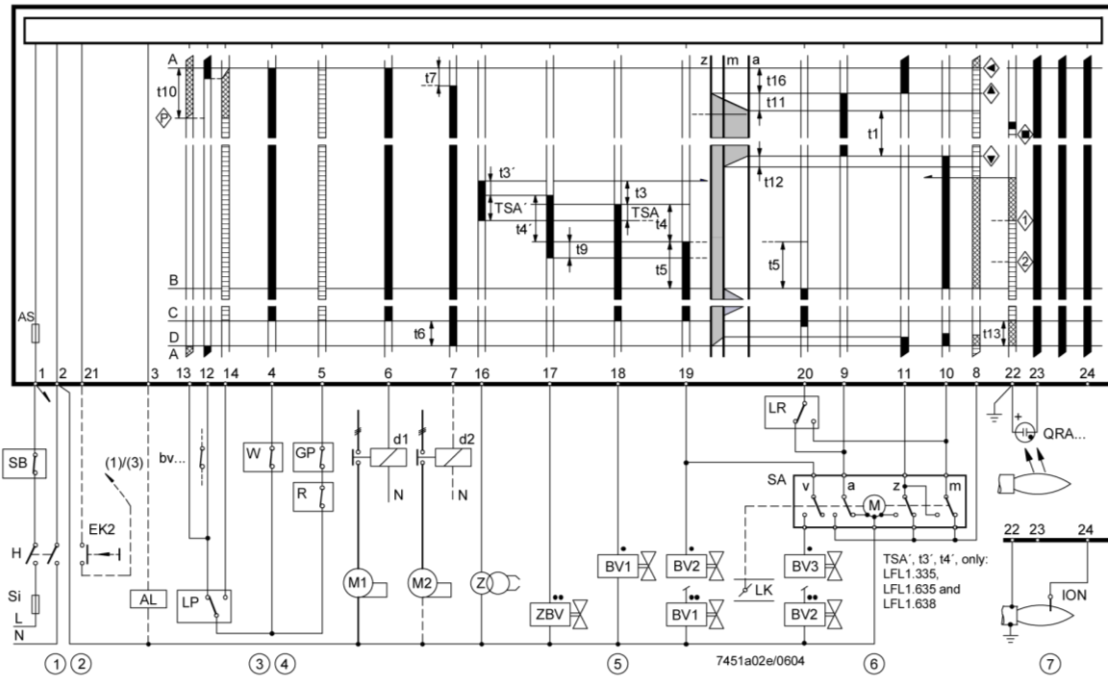 A
t10
P
t7
z m a
t16
t11
t1
t12
t3´
TSA´
t4´
t9
t3
TSA
t4
t5
t5
1
2
B
C
D
A
t6
t13
AS
1 2 21 3 13 12 14 4 5 6 7 16 17 18 19 20 9 11 10 8 22 23 24
SB
bv...
(1)/(3)
EK2
H
Si
L
N
AL
LP
W
GP
R
d1
N
d2
N
M1
M2
Z
ZBV
BV1
BV2
BV1
LR
SA
v a z m
M
LK
BV3
BV2
+
QRA...
TSA´, t3´, t4´, only:
LFL1.335,
LFL1.635 and
LFL1.638
22 23 24
ION
7451a02e/0604
1 2 3 4 5 6 7